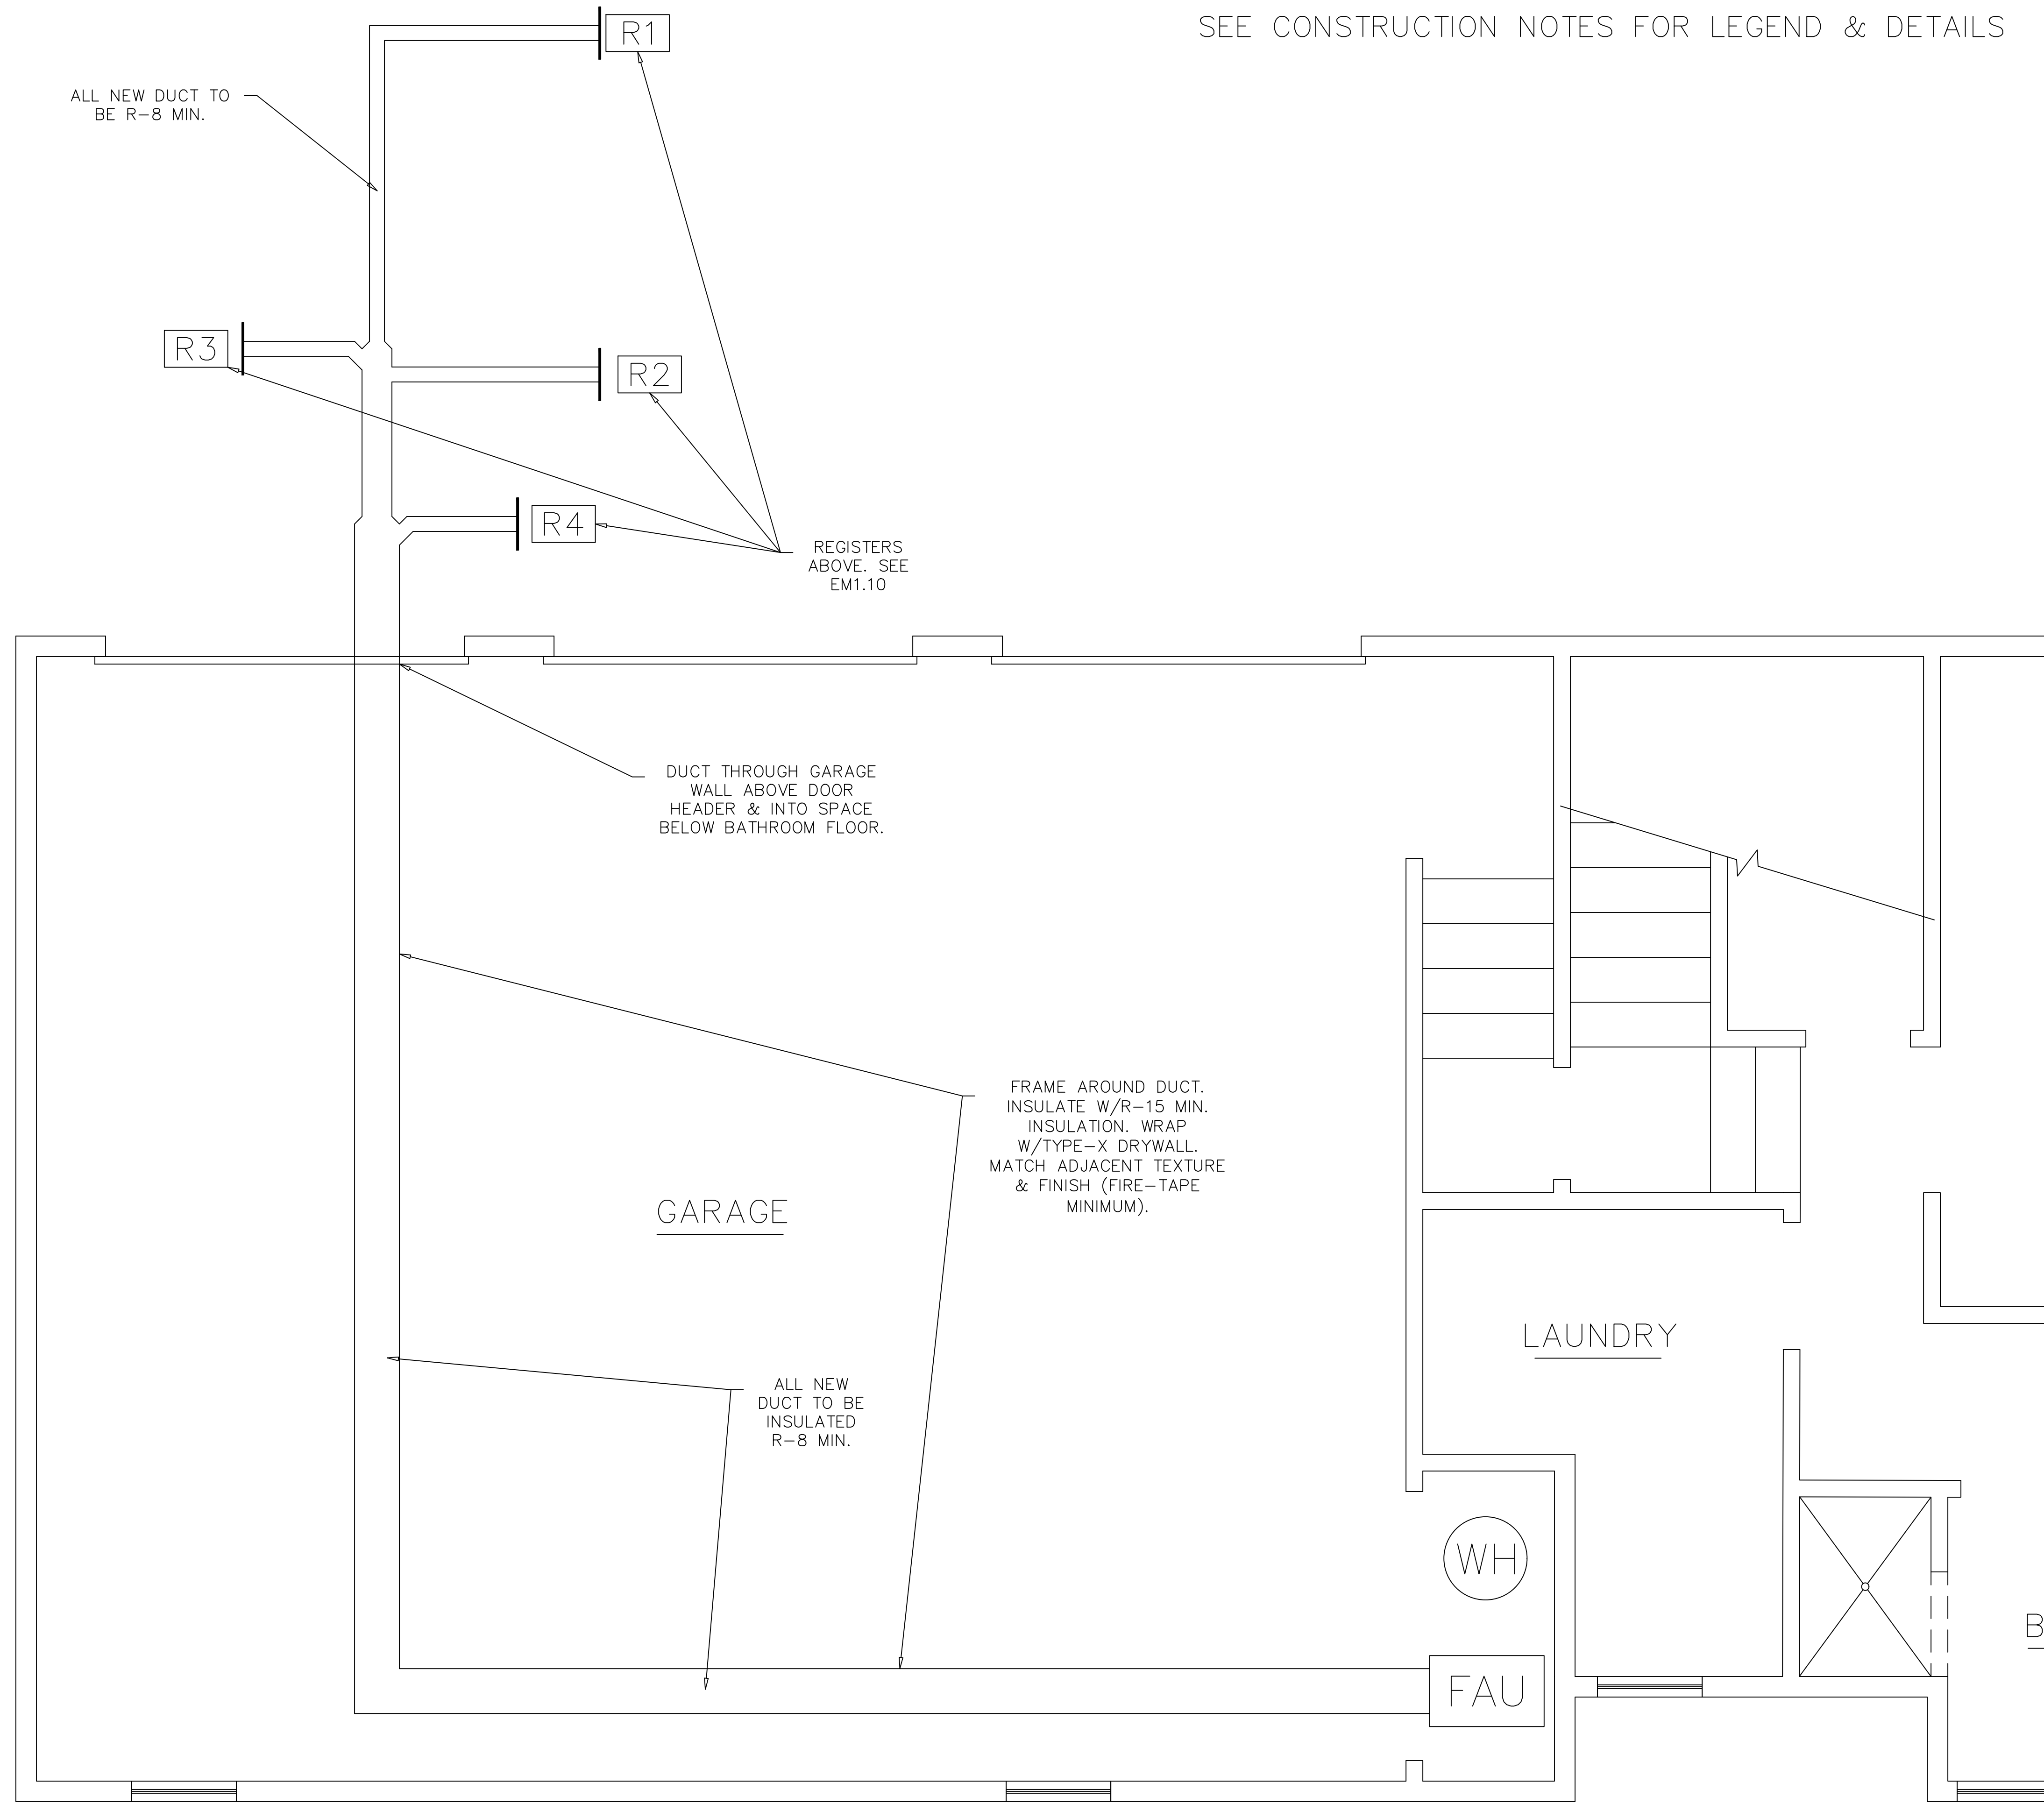 SEE CONSTRUCTION NOTES FOR LEGEND & DETAILS
R1
ALL NEW DUCT TO
BE R-8 MIN.
R3
R2
R4
REGISTERS
ABOVE. SEE
EM1.10
DUCT THROUGH GARAGE
WALL ABOVE DOOR
HEADER & INTO SPACE
BELOW BATHROOM FLOOR.
FRAME AROUND DUCT.
INSULATE W/R-15 MIN.
INSULATION. WRAP
W/TYPE-X DRYWALL.
MATCH ADJACENT TEXTURE
& FINISH (FIRE-TAPE
MINIMUM).
GARAGE
LAUNDRY
ALL NEW
DUCT TO BE
INSULATED
R-8 MIN.
WH
B
FAU